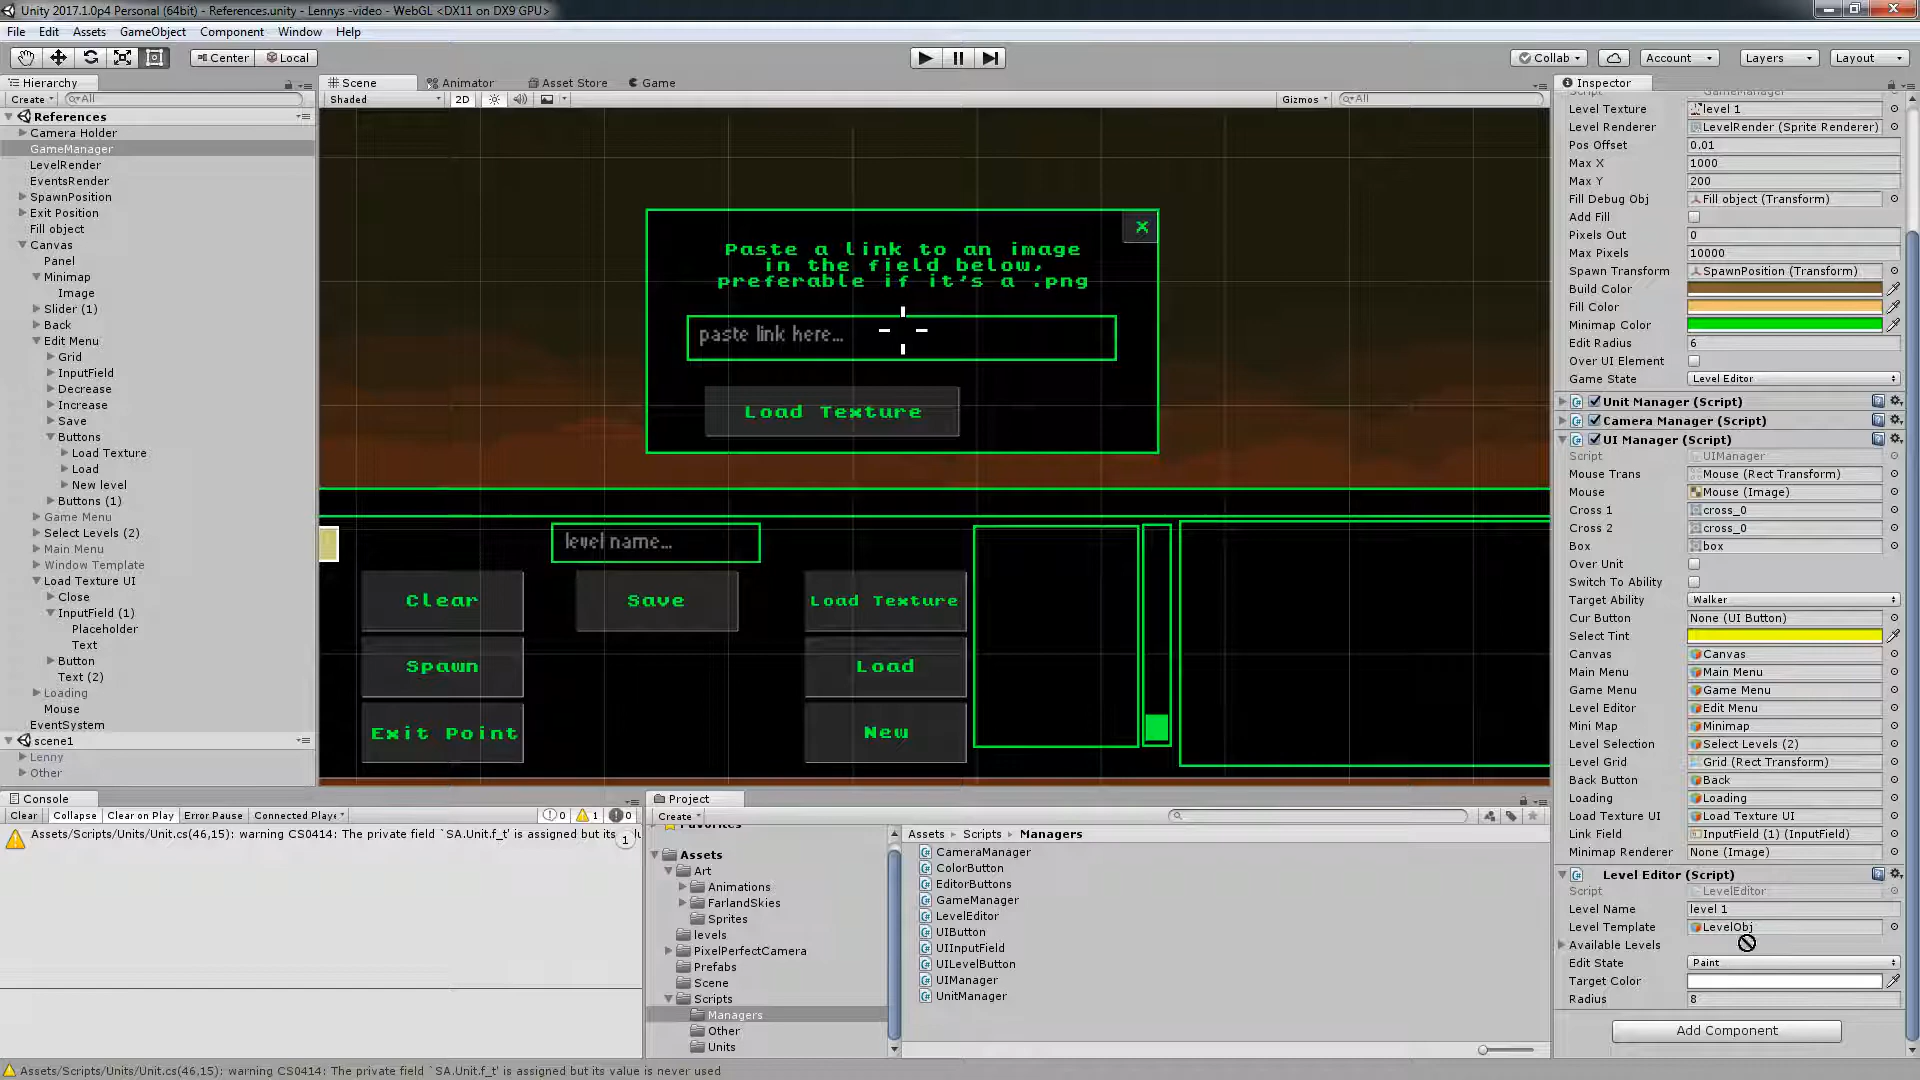 Unity 2017.1.0p4 Personal (64bit) - References.unity - Lennys -video - WebGL <DX11 on DX9 GPU>
File Edit Assets GameObject Component Window Help
Center Local
Collab Account Layers Layout
Hierarchy
Create All
References
Camera Holder
GameManager
LevelRender
EventsRender
SpawnPosition
Exit Position
Fill object
Canvas
Panel
Minimap
Image
Slider (1)
Back
Edit Menu
Grid
InputField
Decrease
Increase
Save
Buttons
Load Texture
Load
New level
Buttons (1)
Game Menu
Select Levels (2)
Main Menu
Window Template
Load Texture UI
Close
InputField (1)
Placeholder
Text
Button
Text (2)
Loading
Mouse
EventSystem
scene1
Lenny
Other
Scene Animator Asset Store Game
Shaded 2D Gizmos All
X
Paste a link to an image
in the field below,
preferable if it's a .png
paste link here...
Load Texture
level name...
Clear Save Load Texture
Spawn Load
Exit Point New
Inspector
Script GameManager
Level Texture level 1
Level Renderer LevelRender (Sprite Renderer)
Pos Offset 0.01
Max X 1000
Max Y 200
Fill Debug Obj Fill object (Transform)
Add Fill
Pixels Out 0
Max Pixels 10000
Spawn Transform SpawnPosition (Transform)
Build Color
Fill Color
Minimap Color
Edit Radius 6
Over UI Element
Game State Level Editor
Unit Manager (Script)
Camera Manager (Script)
UI Manager (Script)
Script UIManager
Mouse Trans Mouse (Rect Transform)
Mouse Mouse (Image)
Cross 1 cross_0
Cross 2 cross_0
Box box
Over Unit
Switch To Ability
Target Ability Walker
Cur Button None (UI Button)
Select Tint
Canvas Canvas
Main Menu Main Menu
Game Menu Game Menu
Level Editor Edit Menu
Mini Map Minimap
Level Selection Select Levels (2)
Level Grid Grid (Rect Transform)
Back Button Back
Loading Loading
Load Texture UI Load Texture UI
Link Field InputField (1) (InputField)
Minimap Renderer None (Image)
Level Editor (Script)
Script LevelEditor
Level Name level 1
Level Template LevelObj
Available Levels
Edit State Paint
Target Color
Radius 8
Add Component
Console
Clear Collapse Clear on Play Error Pause Connected Playe 0 1 0
Assets/Scripts/Units/Unit.cs(46,15): warning CS0414: The private field `SA.Unit.f_t' is assigned but its
1
Project
Create
Favorites
Assets
Art
Animations
FarlandSkies
Sprites
levels
PixelPerfectCamera
Prefabs
Scene
Scripts
Managers
Other
Units
Assets Scripts Managers
CameraManager
ColorButton
EditorButtons
GameManager
LevelEditor
UIButton
UIInputField
UILevelButton
UIManager
UnitManager
Assets/Scripts/Units/Unit.cs(46,15): warning CS0414: The private field `SA.Unit.f_t' is assigned but its value is never used